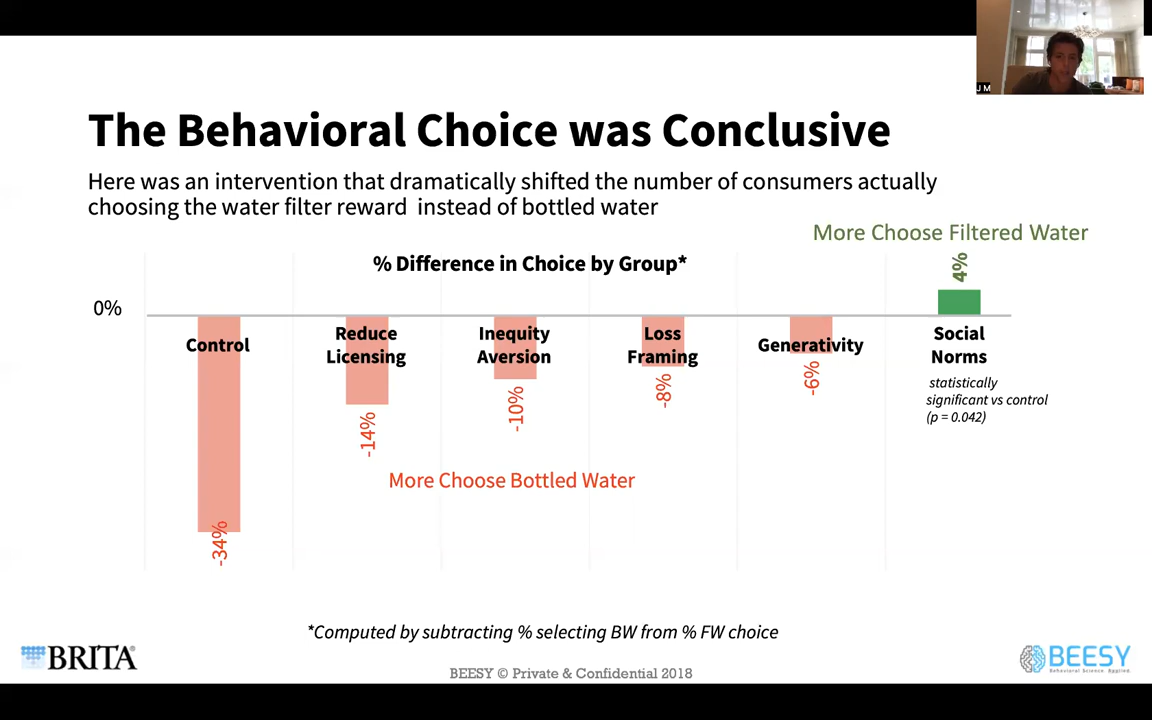 J M
The Behavioral Choice was Conclusive
Here was an intervention that dramatically shifted the number of consumers actually
choosing the water filter reward instead of bottled water
More Choose Filtered Water
% Difference in Choice by Group*
4%
0%
Control
Reduce
Licensing
Inequity
Aversion
Loss
Framing
Generativity
Social
Norms
statistically
significant vs control
(p = 0.042)
-34%
-14%
-10%
-8%
-6%
More Choose Bottled Water
*Computed by subtracting % selecting BW from % FW choice
BRITA
BEESY © Private & Confidential 2018
BEESY
Behavioral Science, Applied.